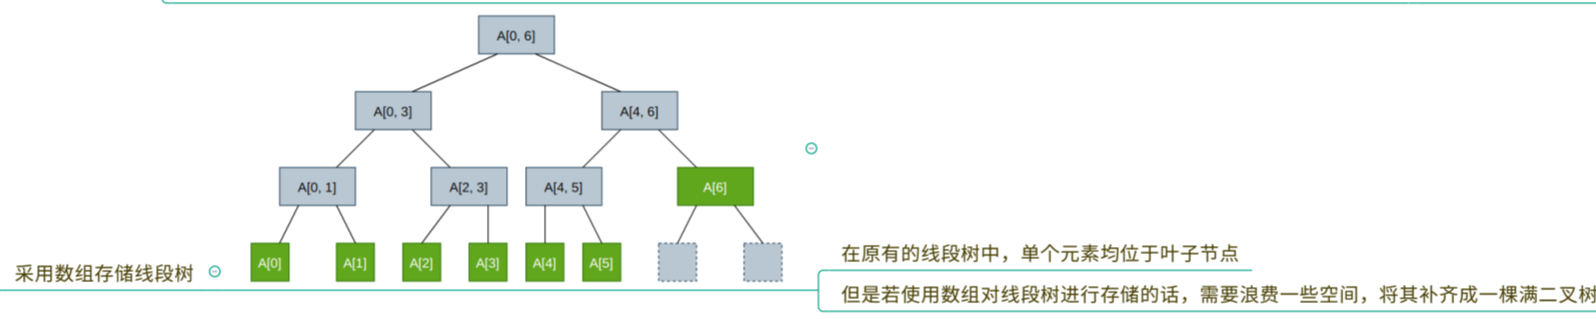 A[0, 6]
A[0, 3]
A[4, 6]
A[0, 1]
A[2, 3]
A[4, 5]
A[6]
A[0]
A[1]
A[2]
A[3]
A[4]
A[5]
采用数组存储线段树
在原有的线段树中，单个元素均位于叶子节点
但是若使用数组对线段树进行存储的话，需要浪费一些空间，将其补齐成一棵满二叉树